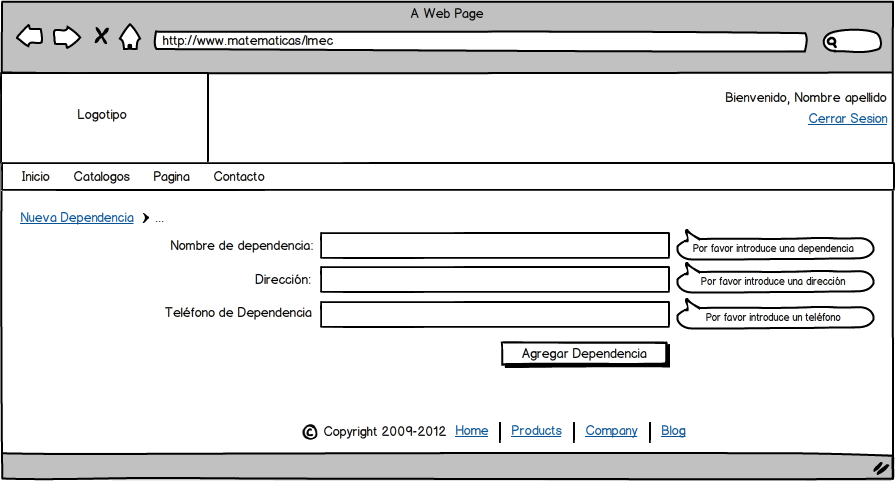 A Web Page
http://www.matematicas/lmec
Logotipo
Bienvenido, Nombre apellido
Cerrar Sesion
Inicio Catalogos Pagina Contacto
Nueva Dependencia > ...
Nombre de dependencia: Por favor introduce una dependencia
Dirección: Por favor introduce una dirección
Teléfono de Dependencia Por favor introduce un teléfono
Agregar Dependencia
© Copyright 2009-2012 Home | Products | Company | Blog